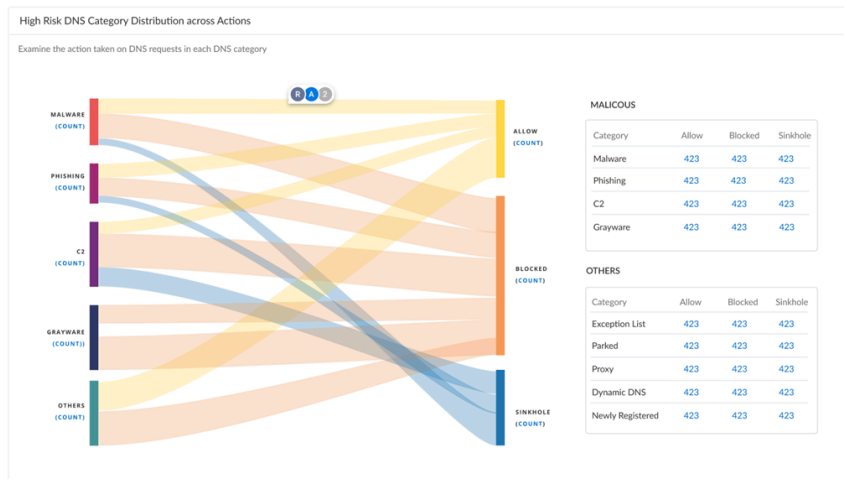 High Risk DNS Category Distribution across Actions
Examine the action taken on DNS requests in each DNS category
R A 2
MALWARE
(COUNT)
PHISHING
(COUNT)
C2
(COUNT)
GRAYWARE
(COUNT))
OTHERS
(COUNT)
ALLOW
(COUNT)
BLOCKED
(COUNT)
SINKHOLE
(COUNT)
MALICOUS
Category Allow Blocked Sinkhole
Malware 423 423 423
Phishing 423 423 423
C2 423 423 423
Grayware 423 423 423
OTHERS
Category Allow Blocked Sinkhole
Exception List 423 423 423
Parked 423 423 423
Proxy 423 423 423
Dynamic DNS 423 423 423
Newly Registered 423 423 423